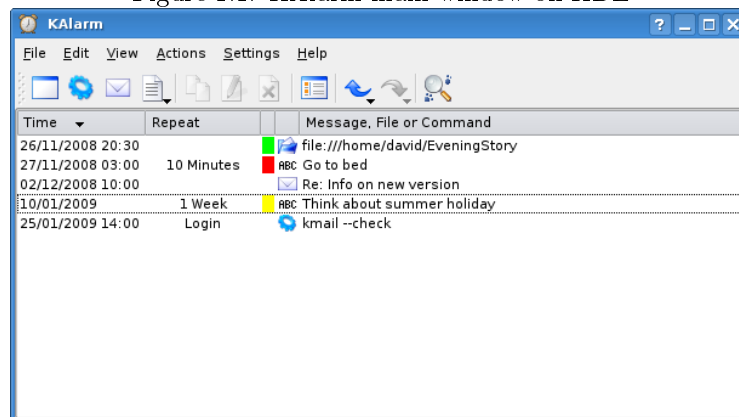 KAlarm
File Edit View Actions Settings Help
Time Repeat Message, File or Command
26/11/2008 20:30 file:///home/david/EveningStory
27/11/2008 03:00 10 Minutes ABC Go to bed
02/12/2008 10:00 Re: Info on new version
10/01/2009 1 Week ABC Think about summer holiday
25/01/2009 14:00 Login kmail --check